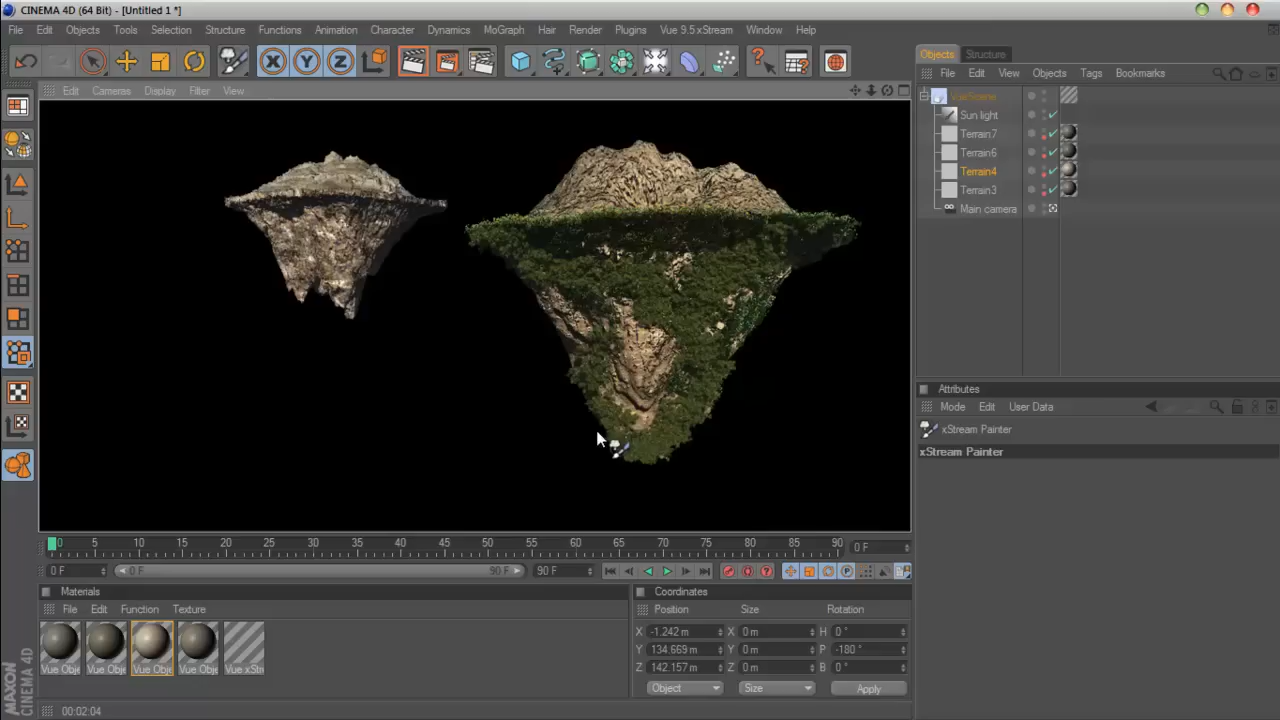 CINEMA 4D (64 Bit) - [Untitled 1 *]
File Edit Objects Tools Selection Structure Functions Animation Character Dynamics MoGraph Hair Render Plugins Vue 9.5 xStream Window Help
X Y Z
Objects Structure
File Edit View Objects Tags Bookmarks
Edit Cameras Display Filter View
Sun light
Terrain7
Terrain6
Terrain4
Terrain3
Main camera
Attributes
Mode Edit User Data
xStream Painter
xStream Painter
0 5 10 15 20 25 30 35 40 45 50 55 60 65 70 75 80 85 90 0 F
0 F 0 F 90 F 90 F
Materials
File Edit Function Texture
Vue Obje Vue Obje Vue Obje Vue Obje Vue xStr
Coordinates
Position Size Rotation
X -1.242 m X 0 m H 0 °
Y 134.669 m Y 0 m P -180 °
Z 142.157 m Z 0 m B 0 °
Object Size Apply
MAXON
CINEMA 4D
00:02:04